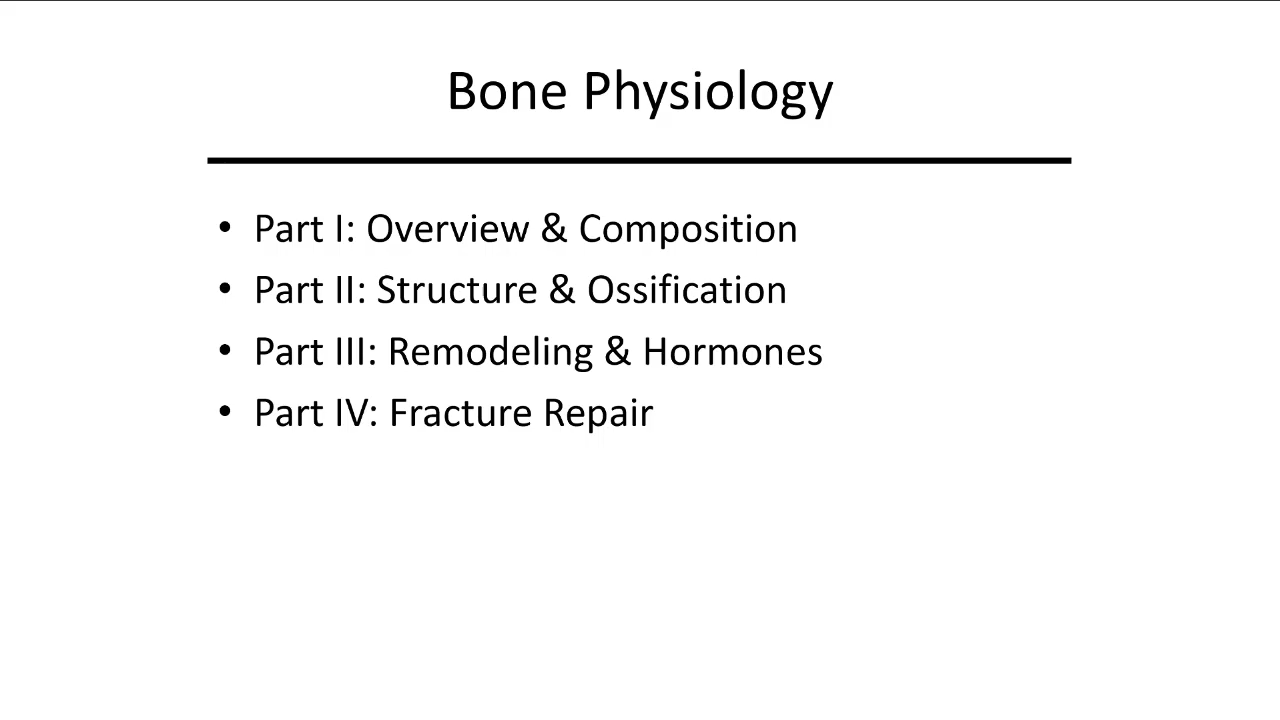 Bone Physiology
• Part I: Overview & Composition
• Part II: Structure & Ossification
• Part III: Remodeling & Hormones
• Part IV: Fracture Repair